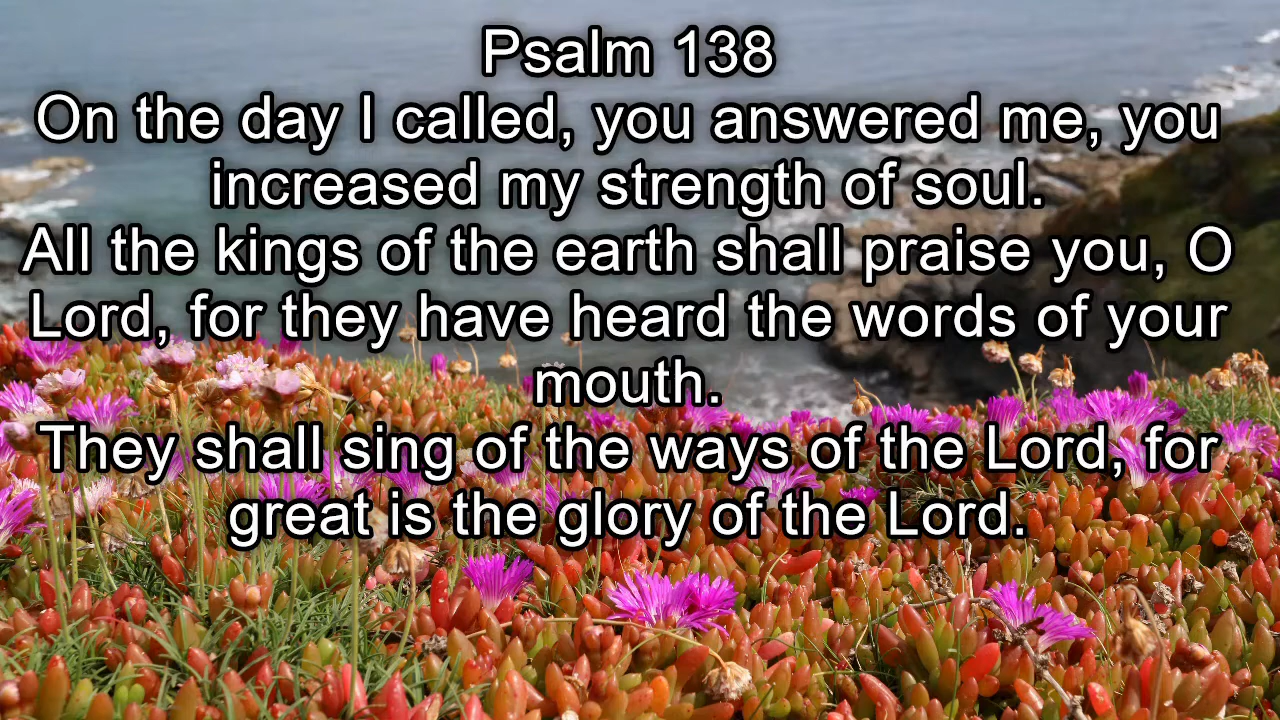 Psalm 138
On the day I called, you answered me, you
increased my strength of soul.
All the kings of the earth shall praise you, O
Lord, for they have heard the words of your
mouth.
They shall sing of the ways of the Lord, for
great is the glory of the Lord.